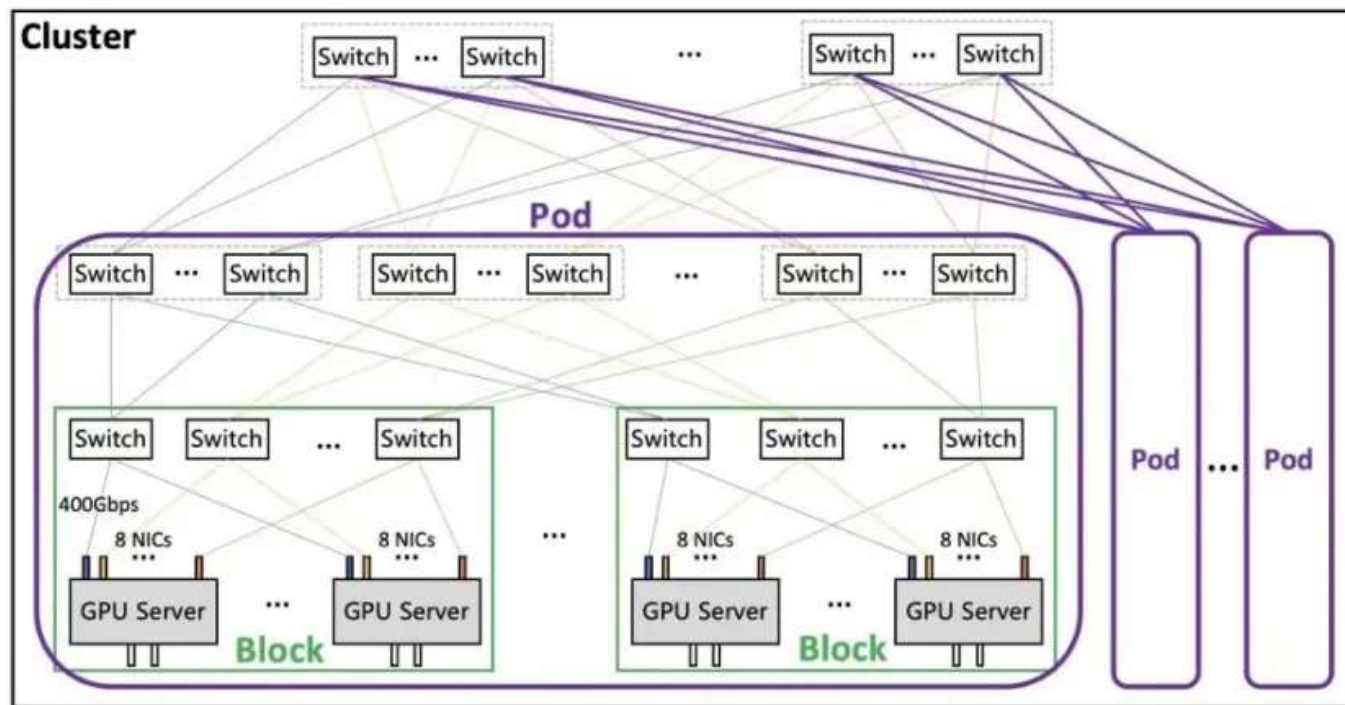 Cluster
Switch ... Switch ... Switch ... Switch
Pod
Switch ... Switch Switch ... Switch ... Switch ... Switch
Switch Switch ... Switch Switch Switch ... Switch
Pod ... Pod
400Gbps
8 NICs 8 NICs ... 8 NICs 8 NICs
... ... ... ...
GPU Server ... GPU Server GPU Server ... GPU Server
Block Block